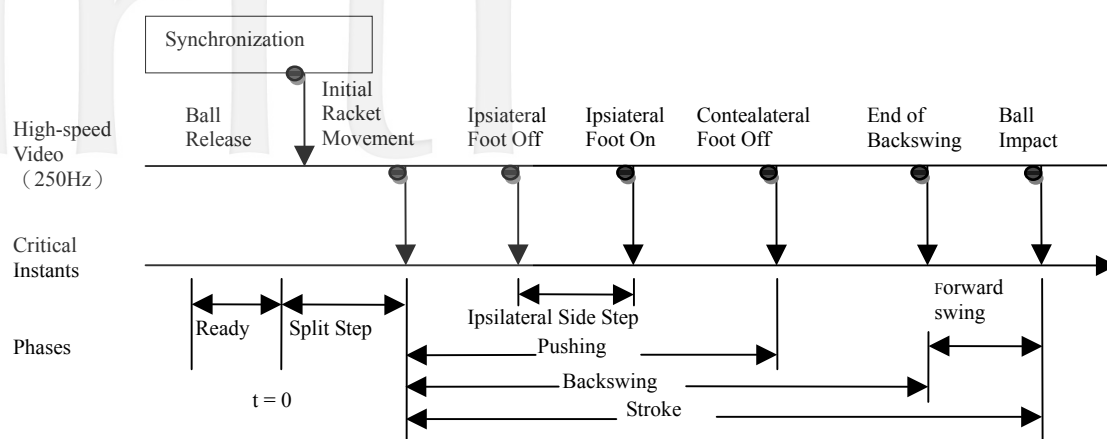 Synchronization
Initial
Racket
Movement
Ball
Release
Ipsiateral
Foot Off
Ipsiateral
Foot On
Contealateral
Foot Off
End of
Backswing
Ball
Impact
High-speed
Video
(250Hz)
Critical
Instants
Phases
Ready
Split Step
Ipsilateral Side Step
Forward
swing
Pushing
Backswing
Stroke
t = 0